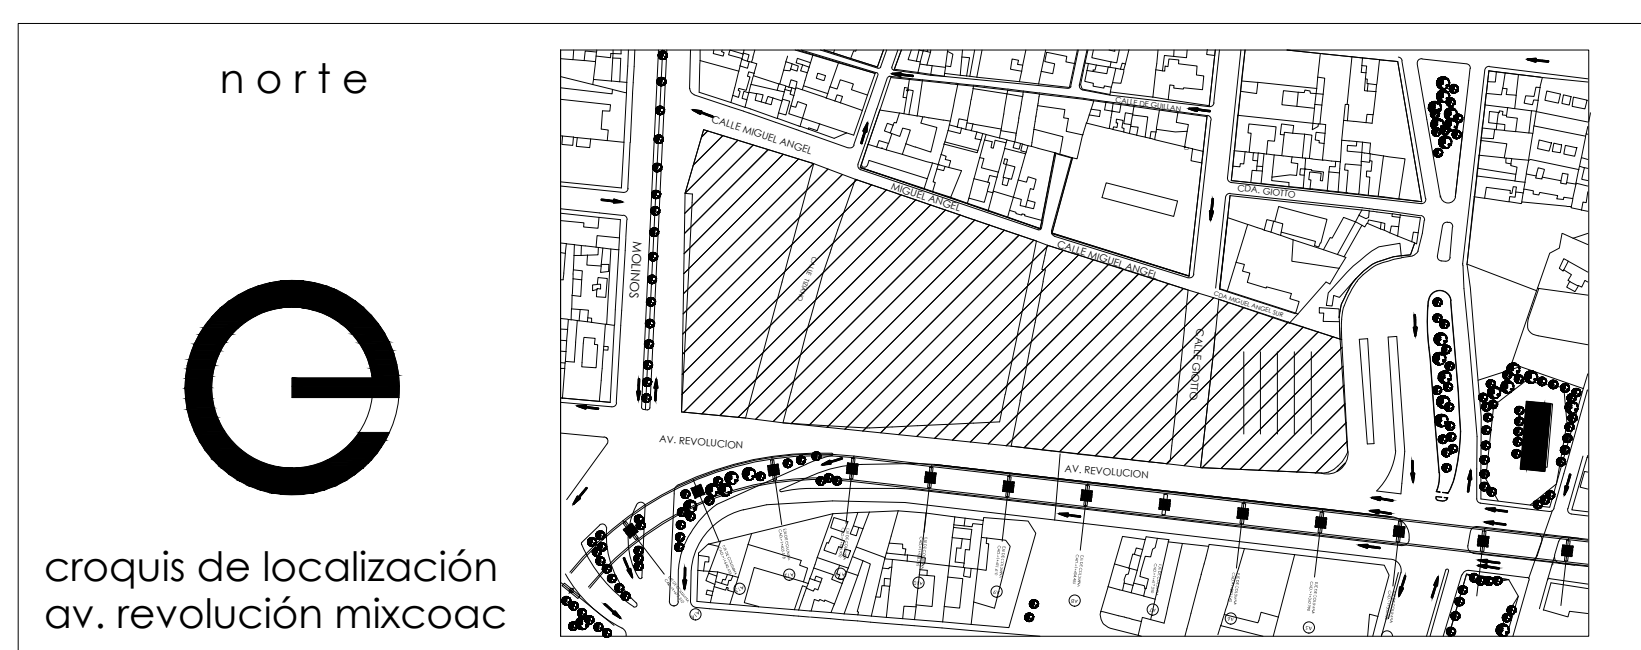 norte
CALLE DE GUILLAN
CALLE MIGUEL ANGEL
MIGUEL ANGEL
CDA. GIOTTO
MOLINOS
CALLE MIGUEL ANGEL
CDA MIGUEL ANGEL SUR
CALLE GIOTTO
AV. REVOLUCION
AV. REVOLUCION
croquis de localización
av. revolución mixcoac